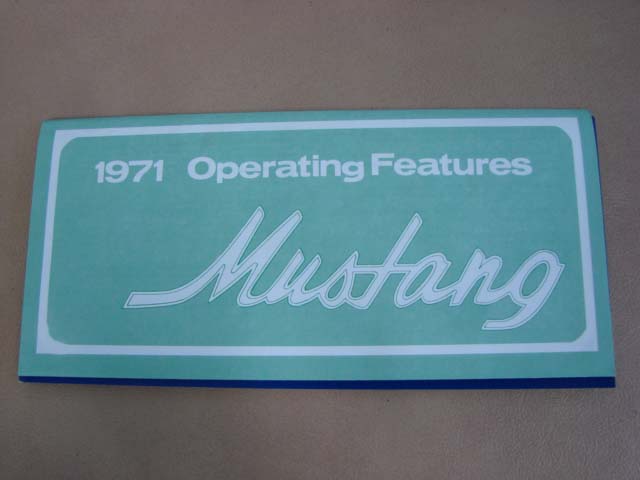 1971 Operating Features
Mustang